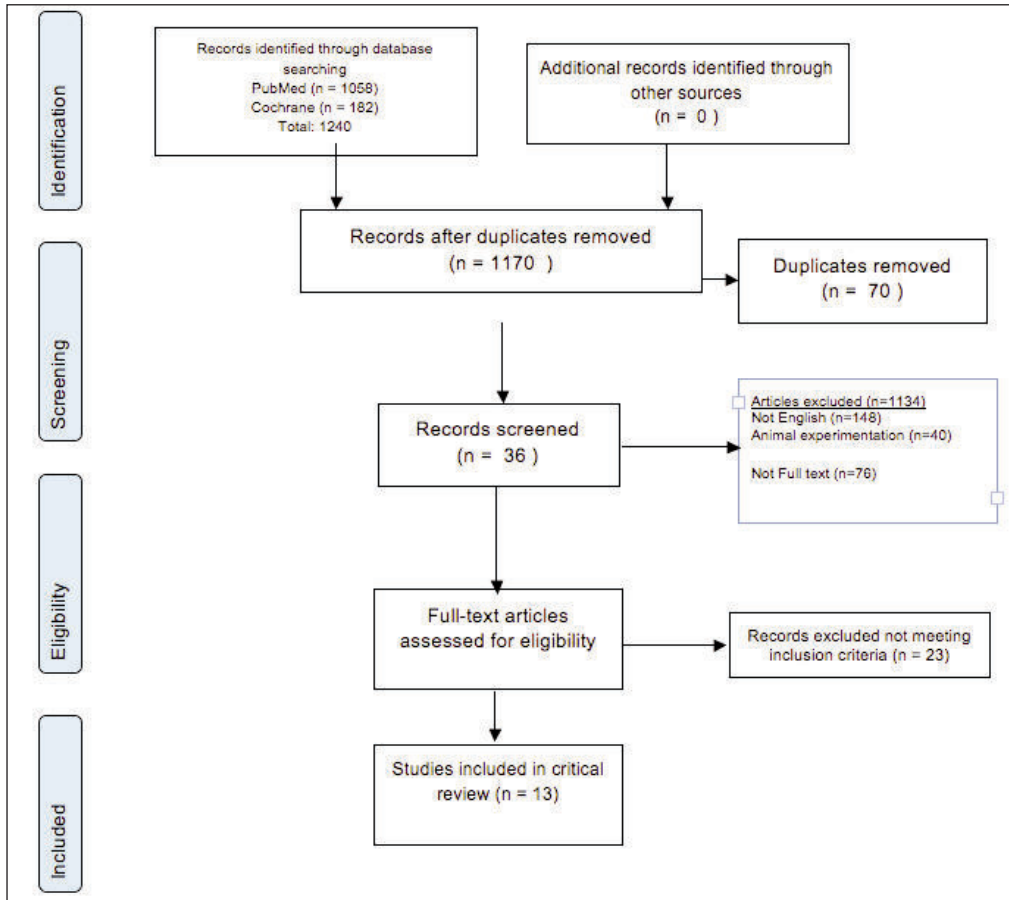 Identification
Records identified through database
searching
PubMed (n = 1058)
Cochrane (n = 182)
Total: 1240
Additional records identified through
other sources
(n = 0 )
Records after duplicates removed
(n = 1170 )
Duplicates removed
(n = 70 )
Screening
Records screened
(n = 36 )
Articles excluded (n=1134)
Not English (n=148)
Animal experimentation (n=40)
Not Full text (n=76)
Eligibility
Full-text articles
assessed for eligibility
Records excluded not meeting
inclusion criteria (n = 23)
Included
Studies included in critical
review (n = 13)